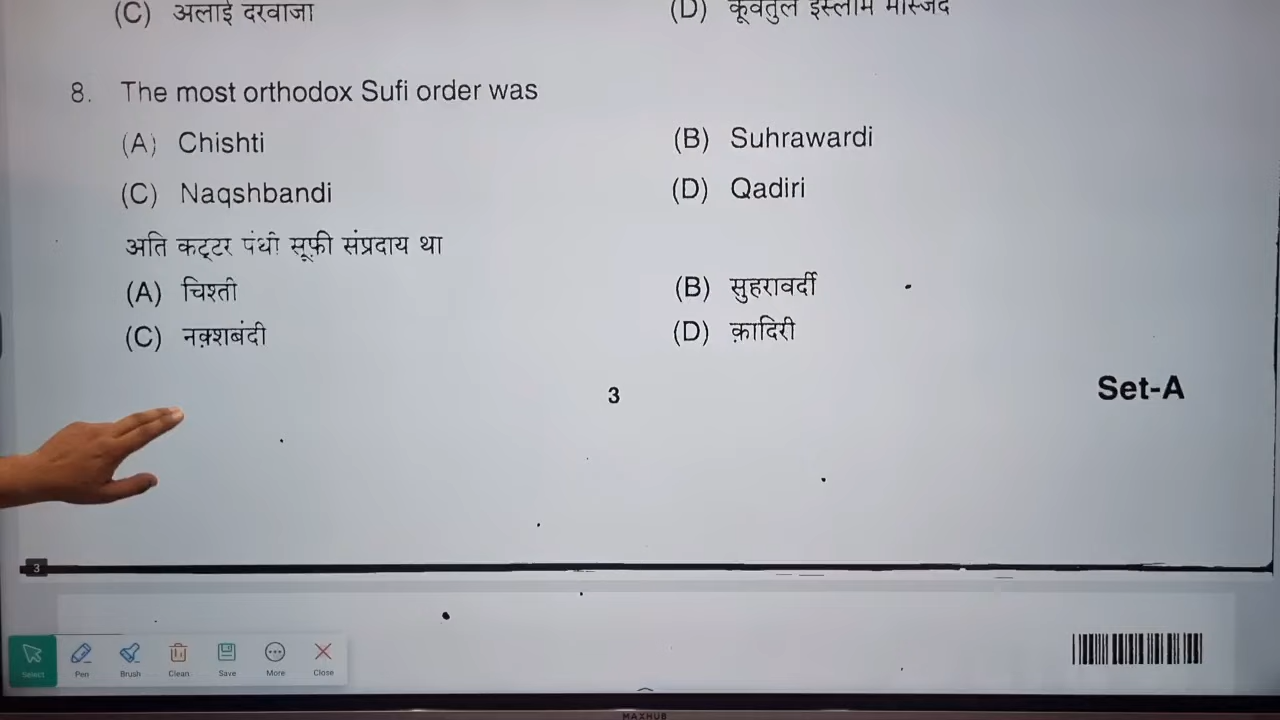 (C) अलाई दरवाजा
(D) कूवतुल इस्लाम मस्जिद
8. The most orthodox Sufi order was
(A) Chishti
(B) Suhrawardi
(C) Naqshbandi
(D) Qadiri
अति कट्टर पंथी सूफ़ी संप्रदाय था
(A) चिश्ती
(B) सुहरावर्दी
(C) नक़्शबंदी
(D) क़ादिरी
3
Set-A
3
Select
Pen
Brush
Clean
Save
More
Close
MAXHUB